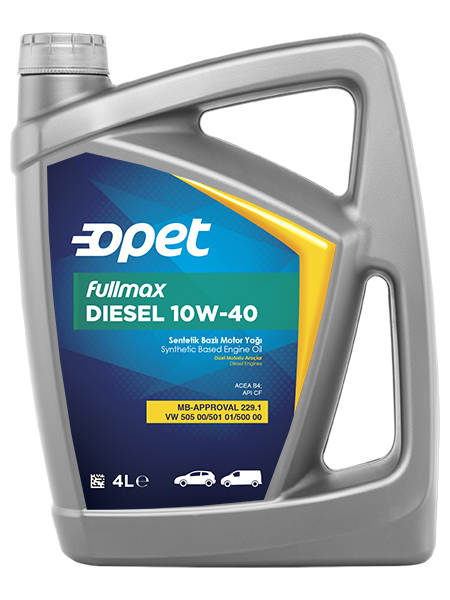 opet
fullmax
DIESEL 10W-40
Sentetik Bazlı Motor Yağı
Synthetic Based Engine Oil
Dizel Motorlu Araçlar
Diesel Engines
ACEA B4;
API CF
MB-APPROVAL 229.1
VW 505 00/501 01/500 00
4L℮